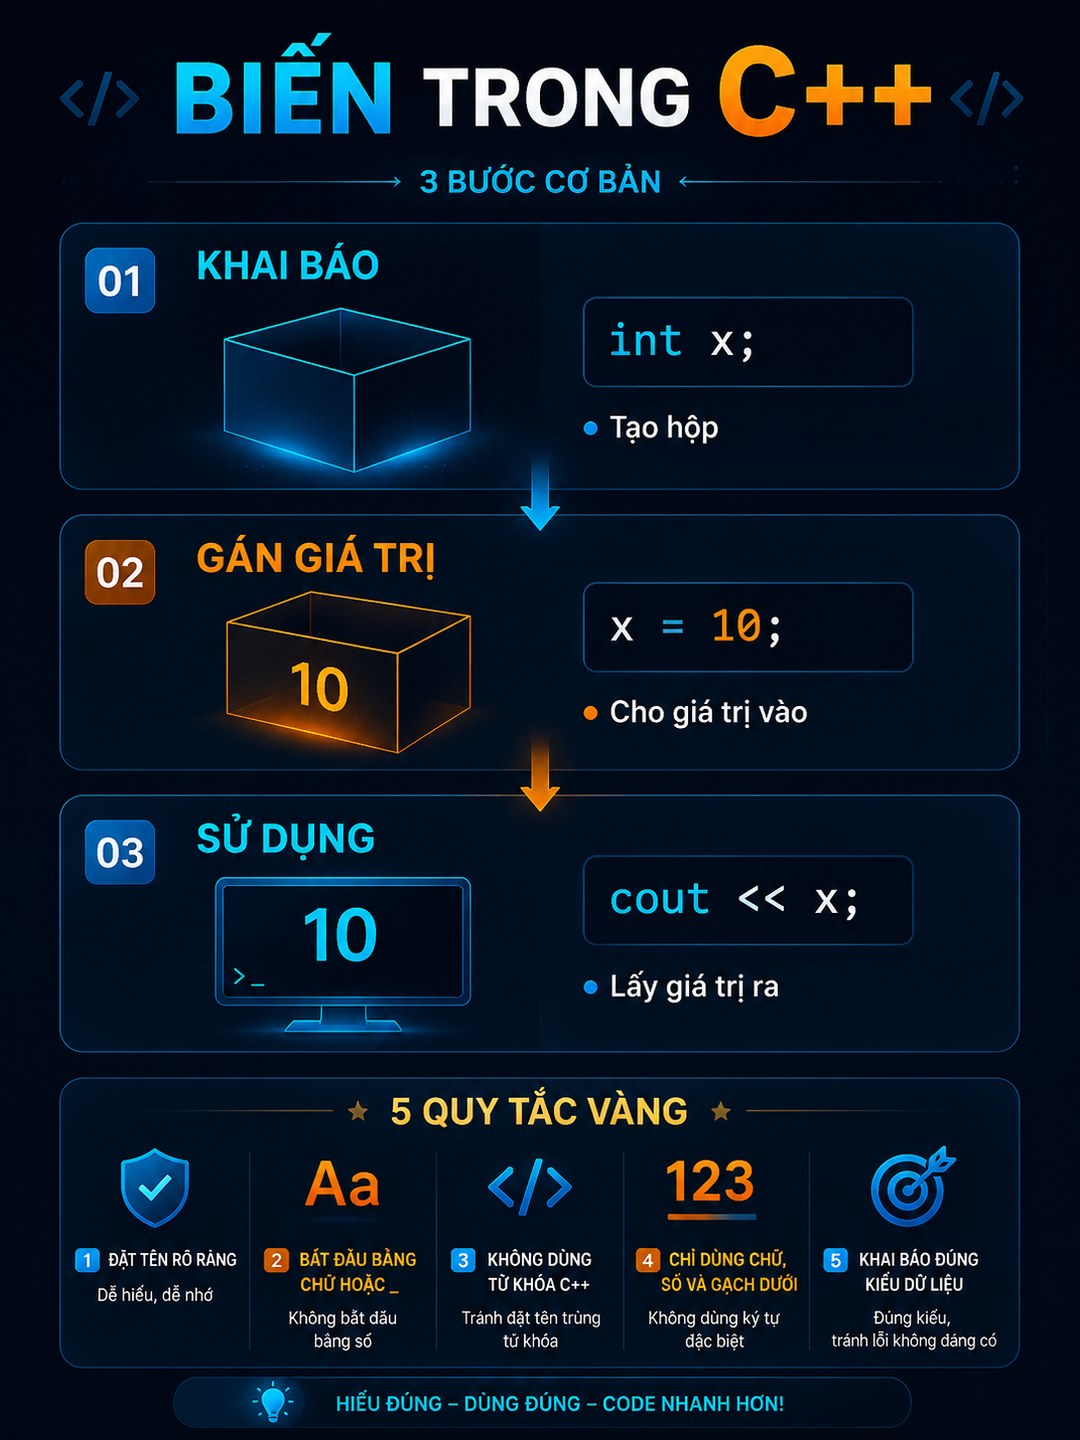 </> BIẾN TRONG C++ </>
3 BƯỚC CƠ BẢN
01
KHAI BÁO
int x;
Tạo hộp
02
GÁN GIÁ TRỊ
10
x = 10;
Cho giá trị vào
03
SỬ DỤNG
10
>_
cout << x;
Lấy giá trị ra
5 QUY TẮC VÀNG
1 ĐẶT TÊN RÕ RÀNG
Dễ hiểu, dễ nhớ
Aa
2 BẮT ĐẦU BẰNG
CHỮ HOẶC _
Không bắt đầu
bằng số
</>
3 KHÔNG DÙNG
TỪ KHÓA C++
Tránh đặt tên trùng
từ khóa
123
4 CHỈ DÙNG CHỮ,
SỐ VÀ GẠCH DƯỚI
Không dùng ký tự
đặc biệt
5 KHAI BÁO ĐÚNG
KIỂU DỮ LIỆU
Đúng kiểu,
tránh lỗi không đáng có
HIỂU ĐÚNG – DÙNG ĐÚNG – CODE NHANH HƠN!